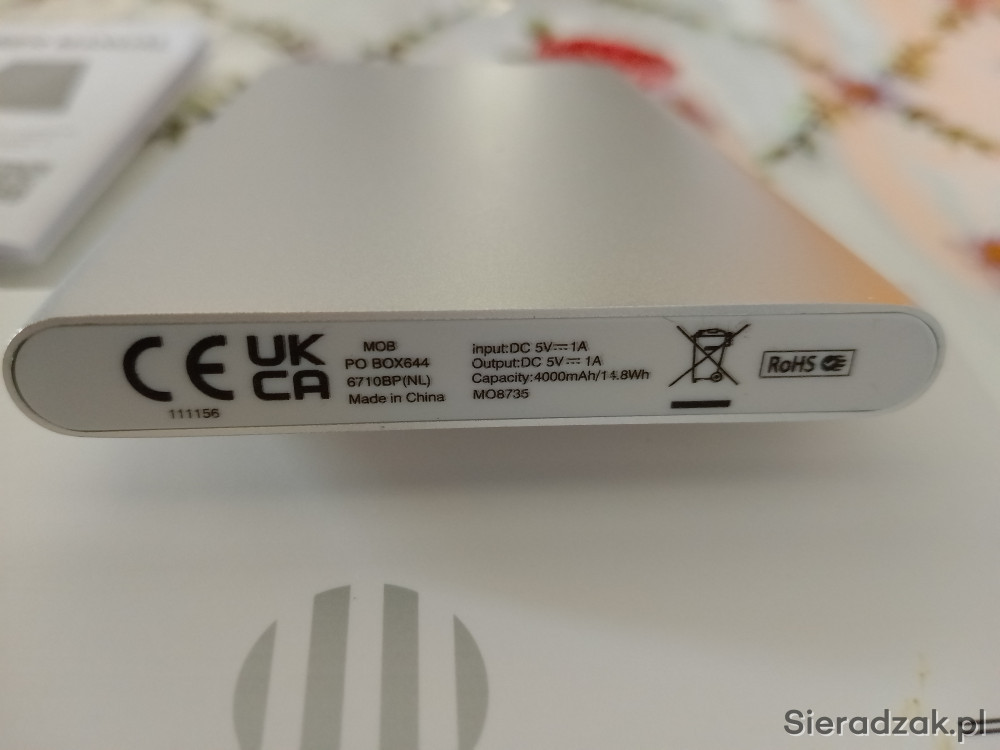 CE
111156
UK
CA
MOB
PO BOX644
6710BP(NL)
Made in China
Input:DC 5V⎓1A
Output:DC 5V⎓1A
Capacity:4000mAh/14.8Wh
MO8735
RoHS
Sieradzak.pl